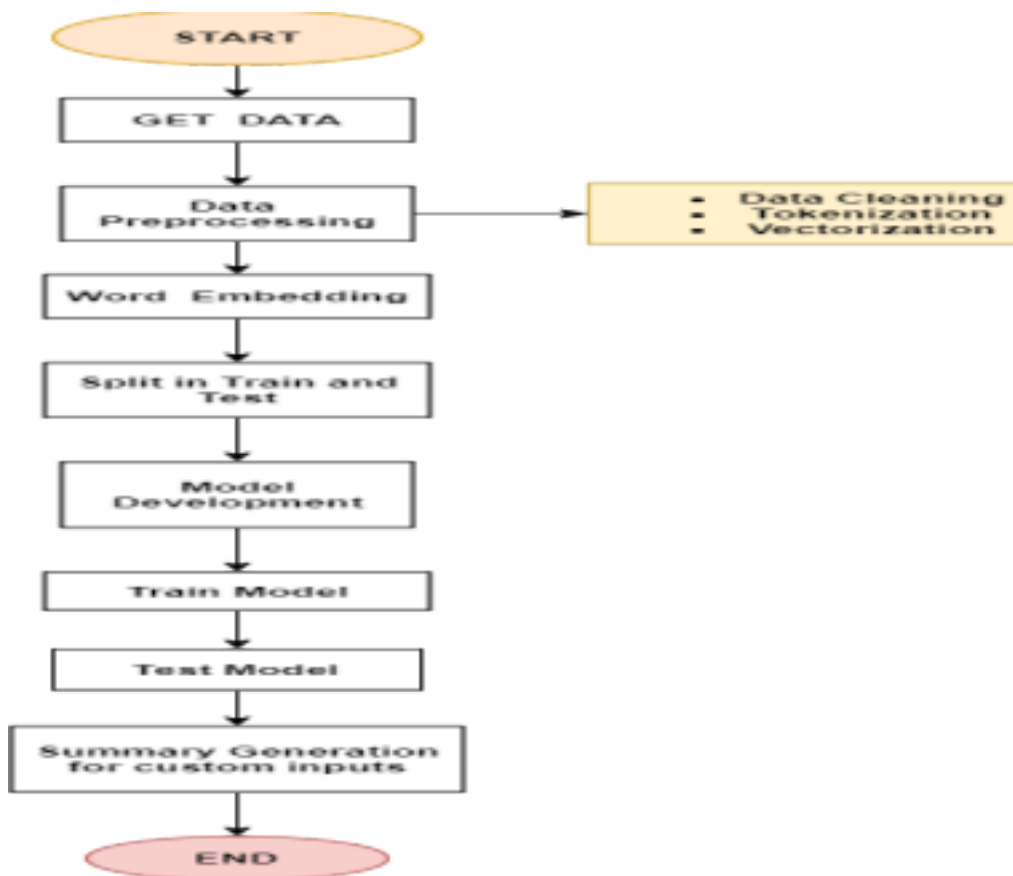 START
GET DATA
Data
Preprocessing
• Data Cleaning
• Tokenization
• Vectorization
Word Embedding
Split in Train and
Test
Model
Development
Train Model
Test Model
Summary Generation
for custom inputs
END